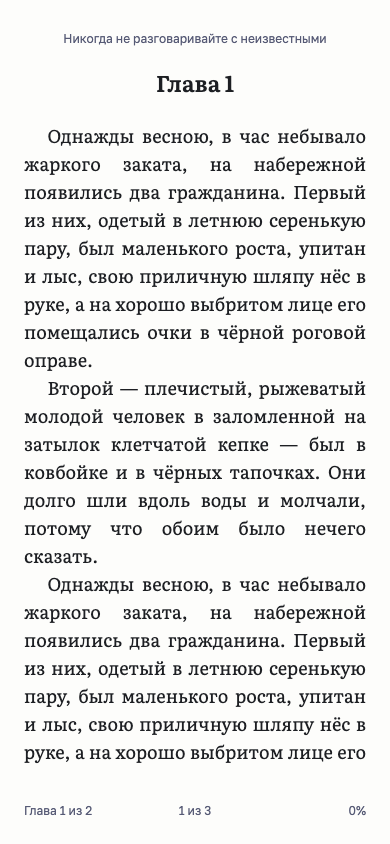 Никогда не разговаривайте с неизвестными
Глава 1
Однажды весною, в час небывало
жаркого заката, на набережной
появились два гражданина. Первый
из них, одетый в летнюю серенькую
пару, был маленького роста, упитан
и лыс, свою приличную шляпу нёс в
руке, а на хорошо выбритом лице его
помещались очки в чёрной роговой
оправе.
Второй — плечистый, рыжеватый
молодой человек в заломленной на
затылок клетчатой кепке — был в
ковбойке и в чёрных тапочках. Они
долго шли вдоль воды и молчали,
потому что обоим было нечего
сказать.
Однажды весною, в час небывало
жаркого заката, на набережной
появились два гражданина. Первый
из них, одетый в летнюю серенькую
пару, был маленького роста, упитан
и лыс, свою приличную шляпу нёс в
руке, а на хорошо выбритом лице его
Глава 1 из 2 1 из 3 0%